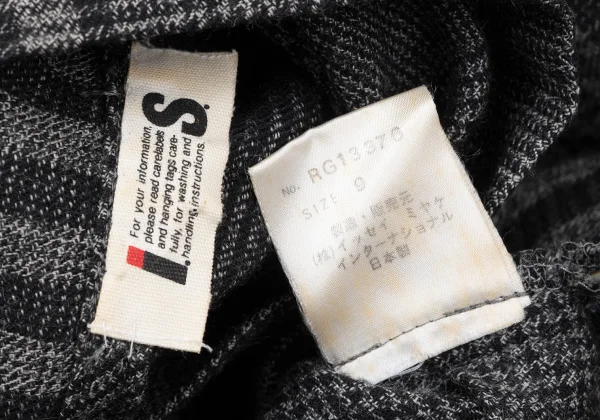 IS.
For your information,
please read carelabels
and hanging tags care-
fully, for washing and
handling instructions.
No. RG13376
SIZE 9
製造・販売元
(株)イッセイ ミヤケ
インターナショナル
日本製